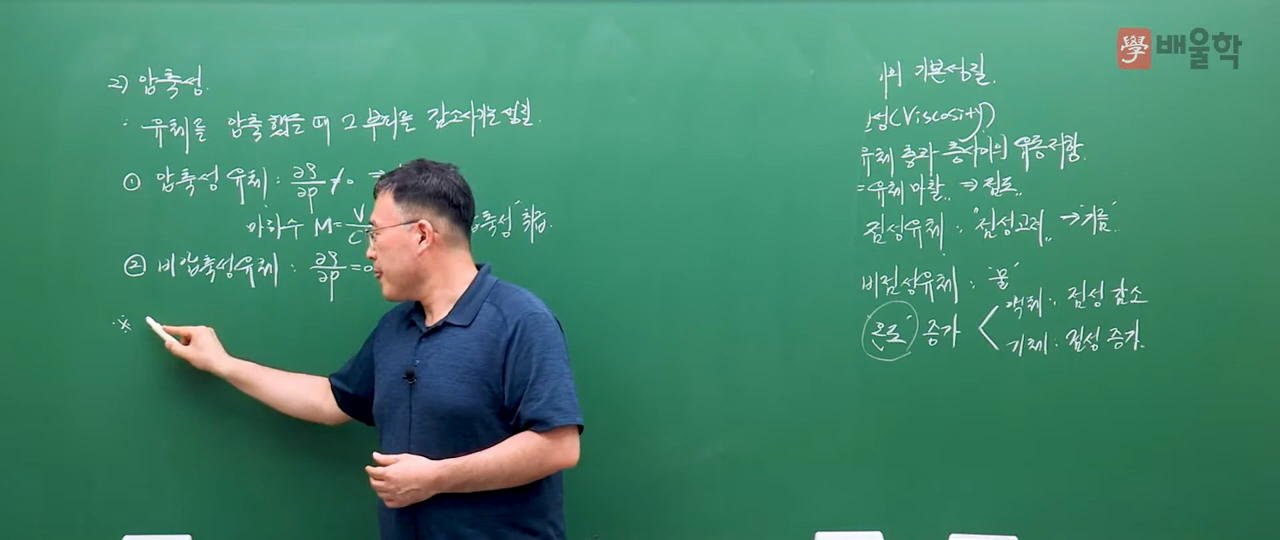 2) 압축성.
: 유체를 압축했을때 그 부피를 감소시키는 성질.
① 압축성 유체 : ∂ρ/∂p ≠ 0 ⇒
마하수 M = V/C 압축성" 취급.
② 비압축성유체 : ∂ρ/∂p = 0
※
學 배울학
의 기본성질.
성(Viscosity)
유체 층과 층사이의 유동저항.
= 유체 마찰 ⇒ 점도
점성유체 : "점성고려" → "기름"
비점성유체 : "물"
"온도" 증가 < 액체 : 점성 감소
기체 : 점성 증가.